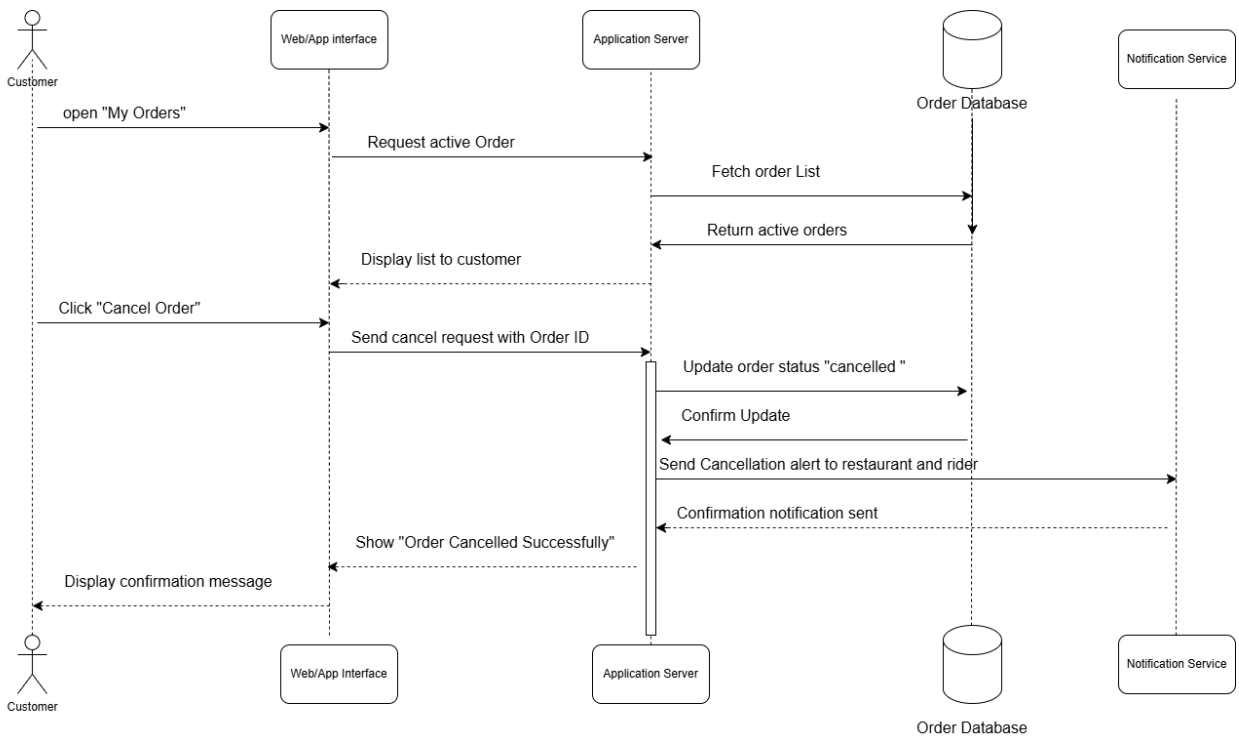 Web/App interface
Application Server
Notification Service
Customer
Order Database
open "My Orders"
Request active Order
Fetch order List
Return active orders
Display list to customer
Click "Cancel Order"
Send cancel request with Order ID
Update order status "cancelled "
Confirm Update
Send Cancellation alert to restaurant and rider
Confirmation notification sent
Show "Order Cancelled Successfully"
Display confirmation message
Web/App Interface
Application Server
Notification Service
Customer
Order Database